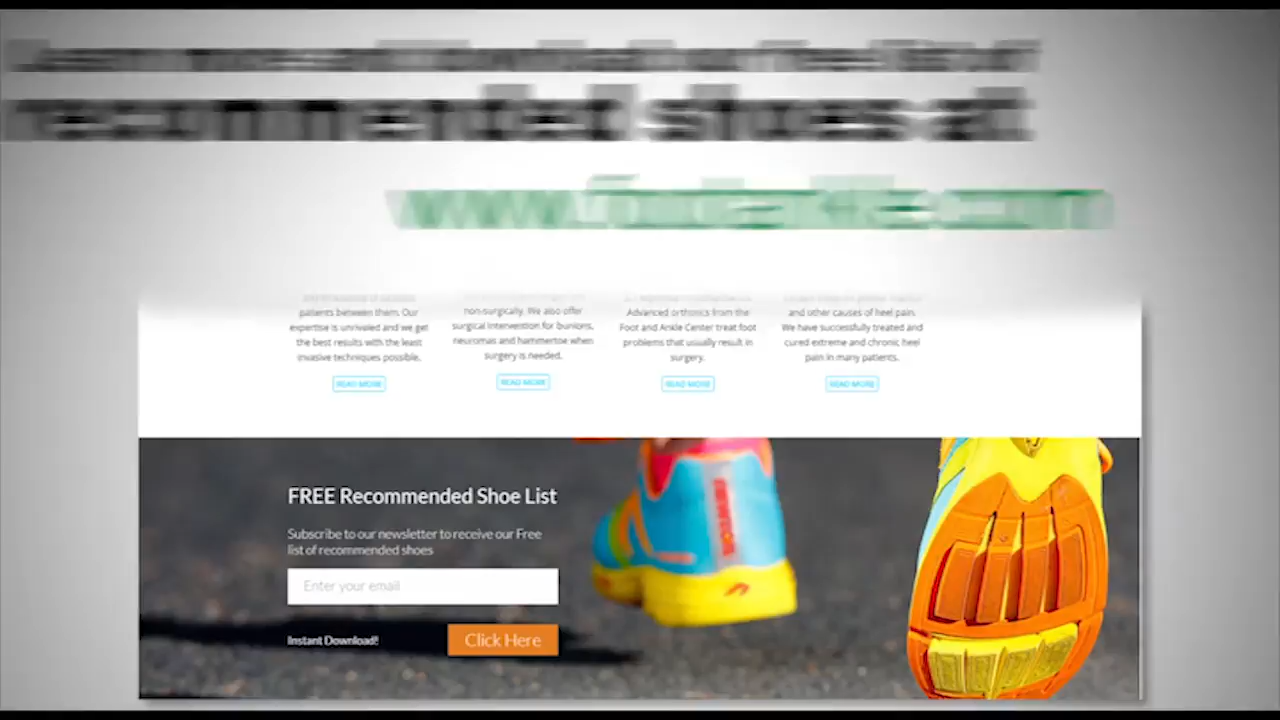 recommended shoes at:
patients between them. Our
expertise is unrivaled and we get
the best results with the least
invasive techniques possible.
READ MORE
non-surgically. We also offer
surgical intervention for bunions,
neuromas and hammertoe when
surgery is needed.
READ MORE
Advanced orthotics from the
Foot and Ankle Center treat foot
problems that usually result in
surgery.
READ MORE
and other causes of heel pain.
We have successfully treated and
cured extreme and chronic heel
pain in many patients.
READ MORE
FREE Recommended Shoe List
Subscribe to our newsletter to receive our Free
list of recommended shoes
Enter your email
Instant Download!
Click Here